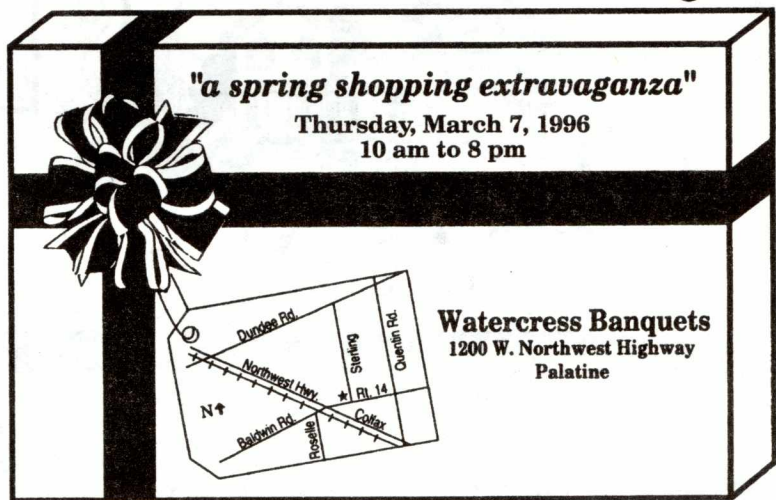 "a spring shopping extravaganza"
Thursday, March 7, 1996
10 am to 8 pm
Watercress Banquets
1200 W. Northwest Highway
Palatine
Dundee Rd.
Sterling
Quentin Rd.
Northwest Hwy.
Rt. 14
N
Colfax
Baldwin Rd.
Roselle